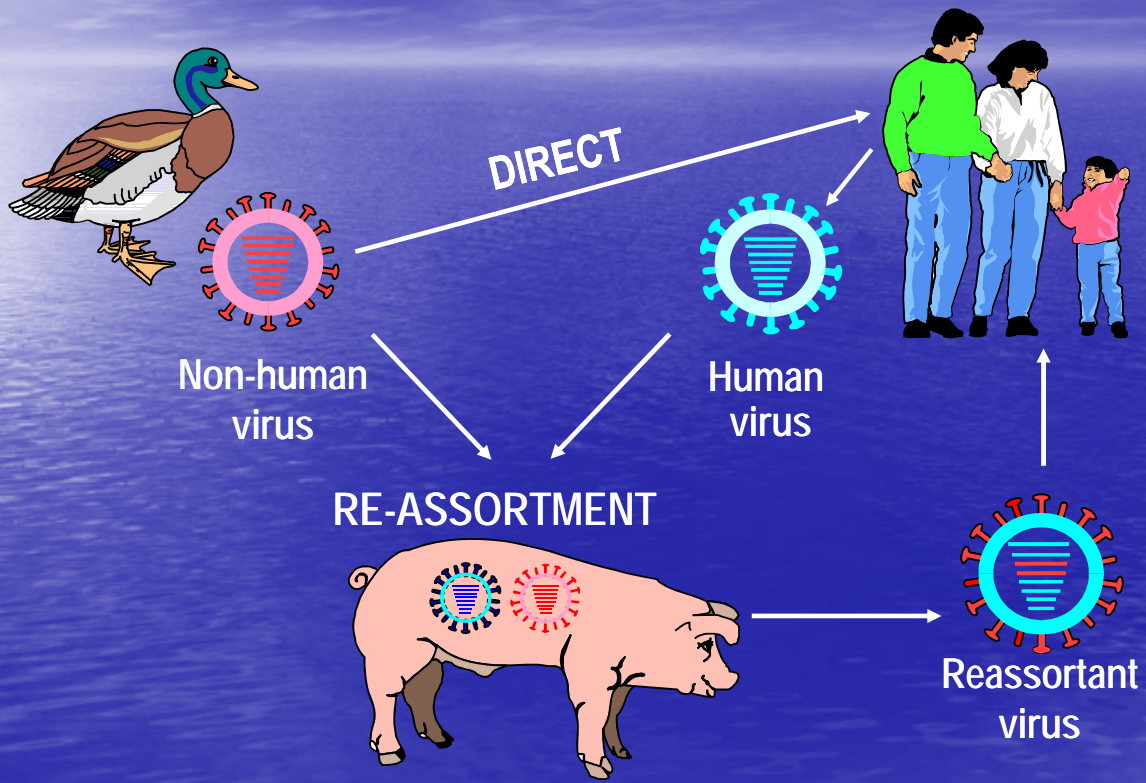 DIRECT
Non-human
virus
Human
virus
RE-ASSORTMENT
Reassortant
virus